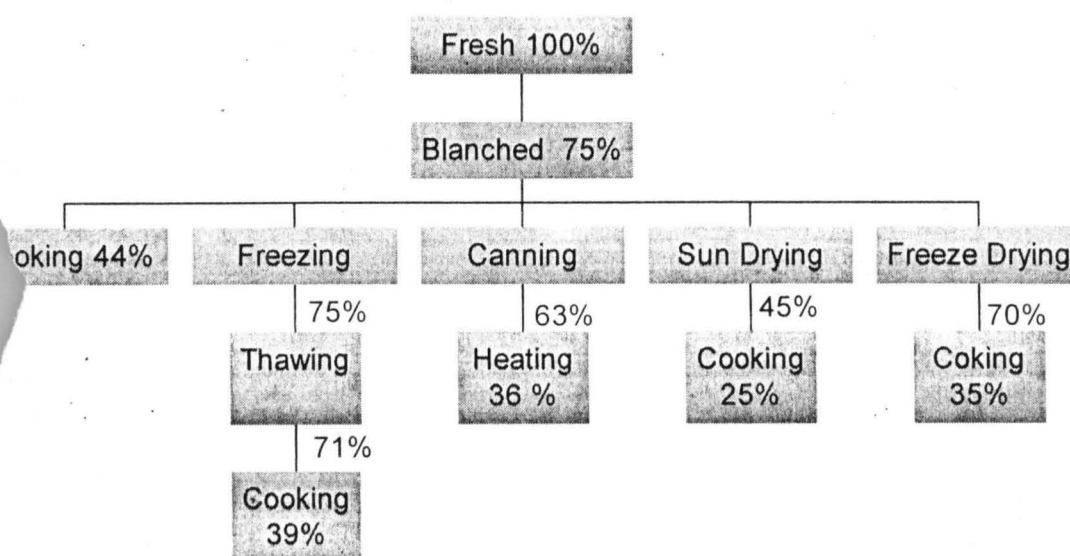 Fresh 100%
Blanched 75%
oking 44%
Freezing
Canning
Sun Drying
Freeze Drying
75%
63%
45%
70%
Thawing
Heating
36 %
Cooking
25%
Coking
35%
71%
Cooking
39%